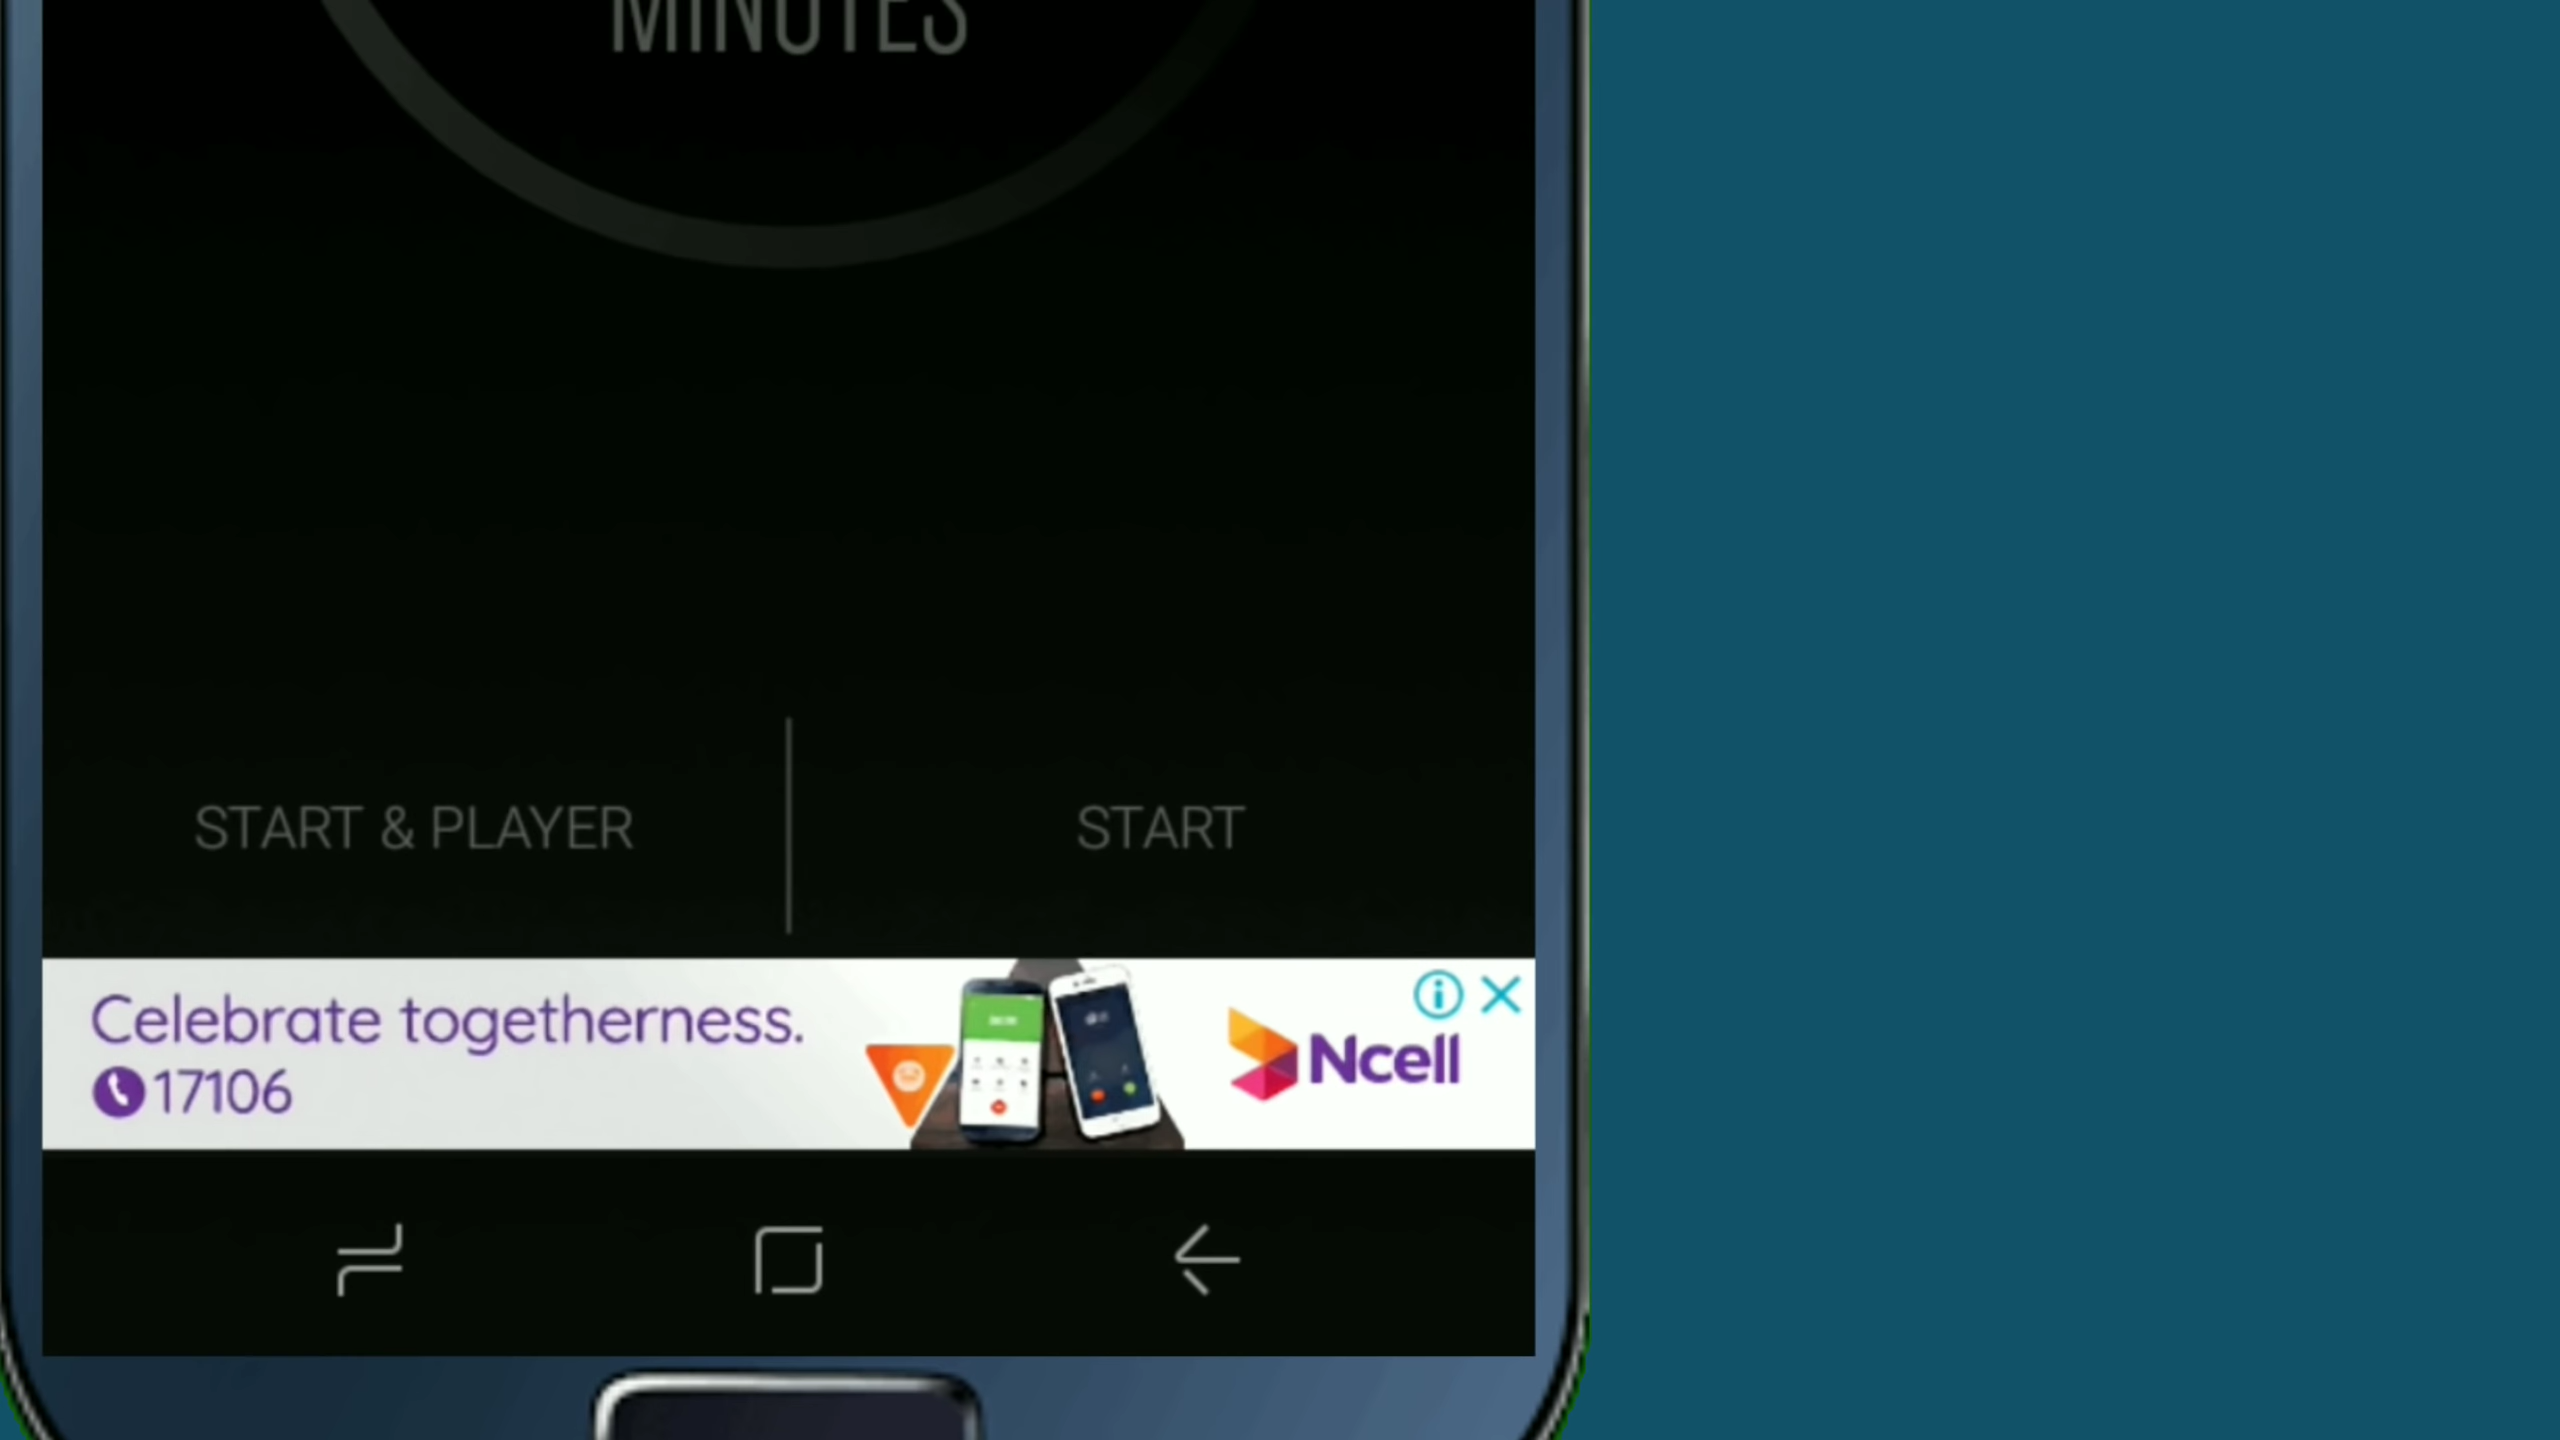 MINUTES
START & PLAYER
START
Celebrate togetherness.
17106
Ncell